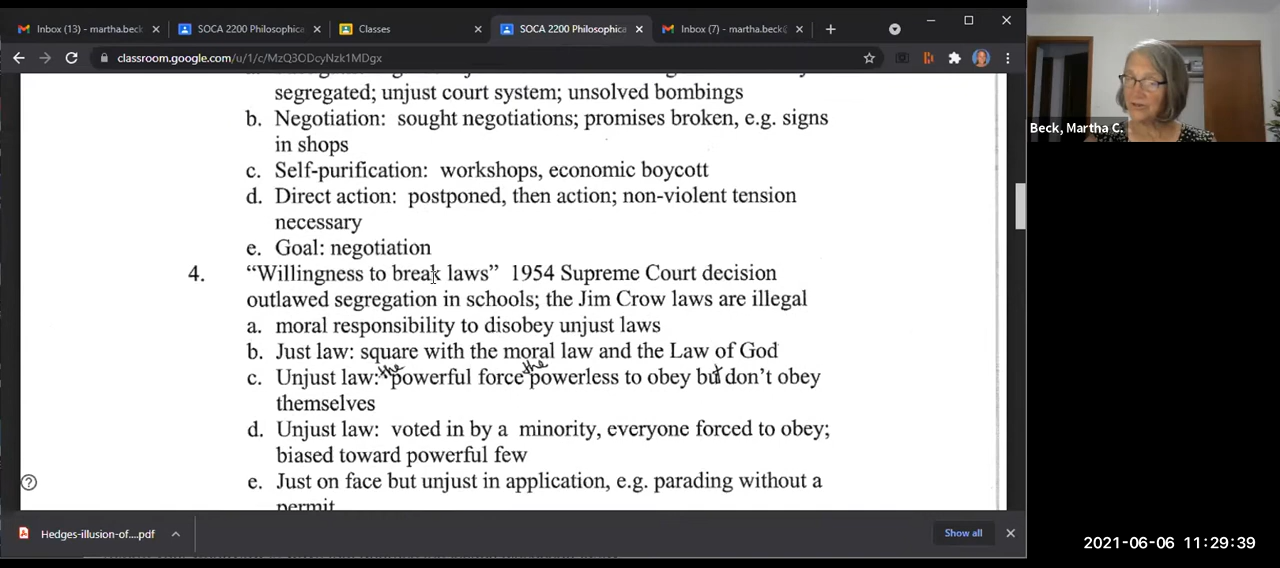 Inbox (13) - martha.beck
SOCA 2200 Philosophica
Classes
SOCA 2200 Philosophica
Inbox (7) - martha.beck@
classroom.google.com/u/1/c/MzQ3ODcyNzk1MDgx
segregated; unjust court system; unsolved bombings
b. Negotiation: sought negotiations; promises broken, e.g. signs
in shops
c. Self-purification: workshops, economic boycott
d. Direct action: postponed, then action; non-violent tension
necessary
e. Goal: negotiation
4. “Willingness to break laws” 1954 Supreme Court decision
outlawed segregation in schools; the Jim Crow laws are illegal
a. moral responsibility to disobey unjust laws
b. Just law: square with the moral law and the Law of God
c. Unjust law: the powerful force the powerless to obey but don’t obey
themselves
d. Unjust law: voted in by a minority, everyone forced to obey;
biased toward powerful few
e. Just on face but unjust in application, e.g. parading without a
permit
Hedges-illusion-of....pdf
Show all
Beck, Martha C.
2021-06-06 11:29:39